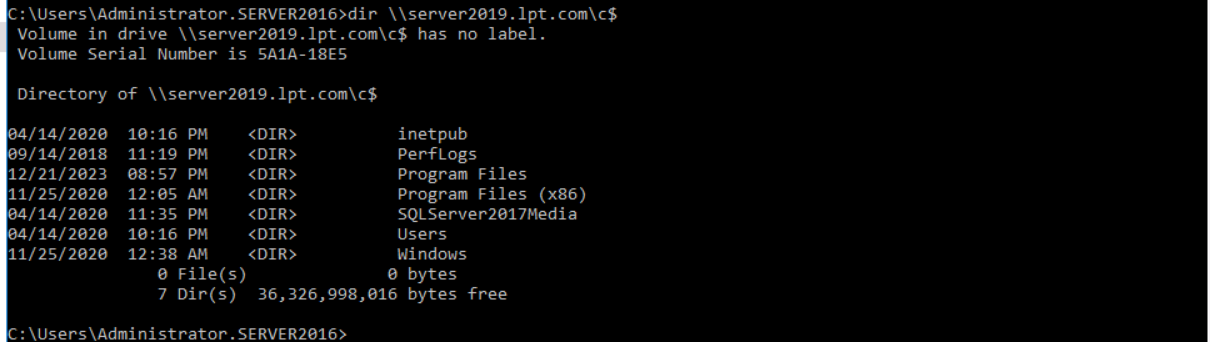 C:\Users\Administrator.SERVER2016>dir \\server2019.lpt.com\c$
 Volume in drive \\server2019.lpt.com\c$ has no label.
 Volume Serial Number is 5A1A-18E5

 Directory of \\server2019.lpt.com\c$

04/14/2020  10:16 PM    <DIR>          inetpub
09/14/2018  11:19 PM    <DIR>          PerfLogs
12/21/2023  08:57 PM    <DIR>          Program Files
11/25/2020  12:05 AM    <DIR>          Program Files (x86)
04/14/2020  11:35 PM    <DIR>          SQLServer2017Media
04/14/2020  10:16 PM    <DIR>          Users
11/25/2020  12:38 AM    <DIR>          Windows
               0 File(s)              0 bytes
               7 Dir(s)  36,326,998,016 bytes free

C:\Users\Administrator.SERVER2016>